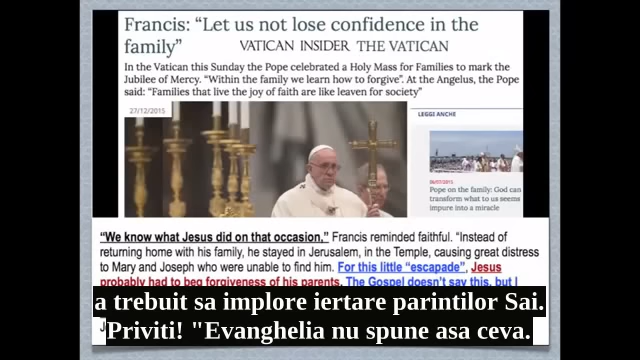 Francis: “Let us not lose confidence in the
family”
VATICAN INSIDER THE VATICAN
In the Vatican this Sunday the Pope celebrated a Holy Mass for Families to mark the
Jubilee of Mercy. “Within the family we learn how to forgive”. At the Angelus, the Pope
said: “Families that live the joy of faith are like leaven for society”
27/12/2015
LEGGI ANCHE
Pope on the family: God can
transform what to us seems
impure into a miracle
“We know what Jesus did on that occasion,” Francis reminded faithful. “Instead of
returning home with his family, he stayed in Jerusalem, in the Temple, causing great distress
to Mary and Joseph who were unable to find him. For this little “escapade”, Jesus
probably had to beg forgiveness of his parents. The Gospel doesn’t say this, but I
a trebuit sa implore iertare parintilor Sai.
Priviti! "Evanghelia nu spune asa ceva.